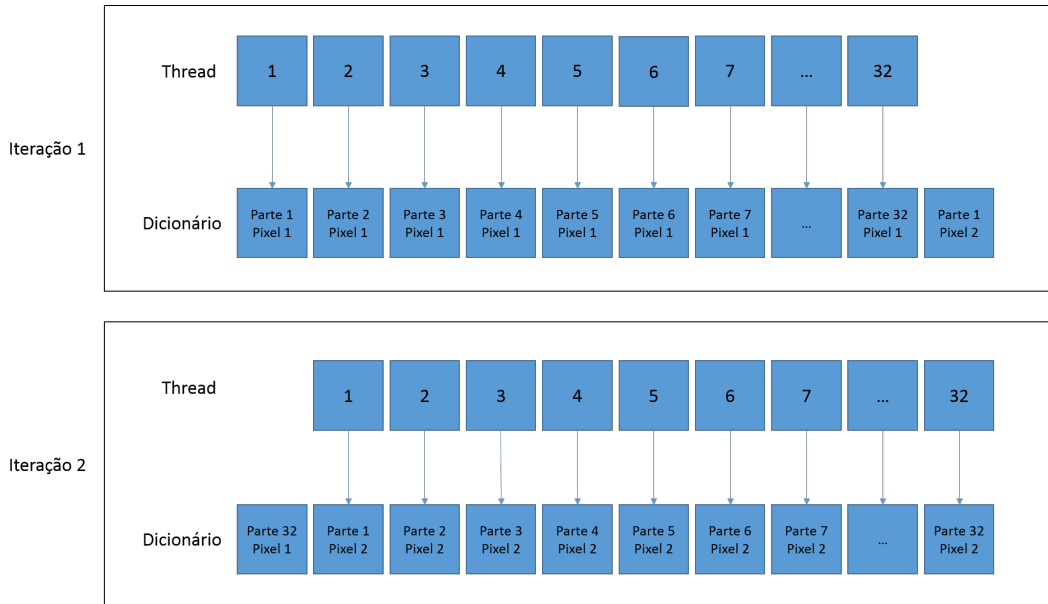 Thread
1 2 3 4 5 6 7 ... 32
Iteração 1
Dicionário
Parte 1 Parte 2 Parte 3 Parte 4 Parte 5 Parte 6 Parte 7 ... Parte 32 Parte 1
Pixel 1 Pixel 1 Pixel 1 Pixel 1 Pixel 1 Pixel 1 Pixel 1 Pixel 1 Pixel 2
Thread
1 2 3 4 5 6 7 ... 32
Iteração 2
Dicionário
Parte 32 Parte 1 Parte 2 Parte 3 Parte 4 Parte 5 Parte 6 Parte 7 ... Parte 32
Pixel 1 Pixel 2 Pixel 2 Pixel 2 Pixel 2 Pixel 2 Pixel 2 Pixel 2 Pixel 2